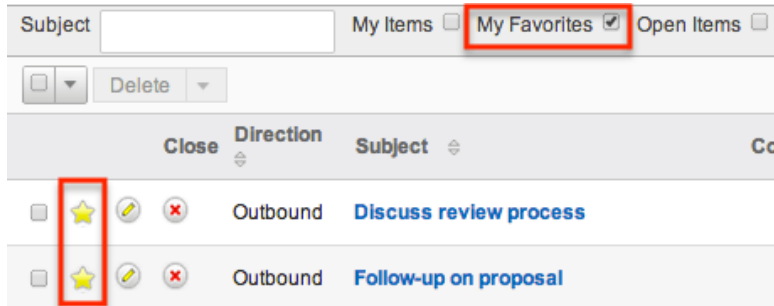 Subject My Items My Favorites Open Items
Delete
Close Direction Subject
Outbound Discuss review process
Outbound Follow-up on proposal